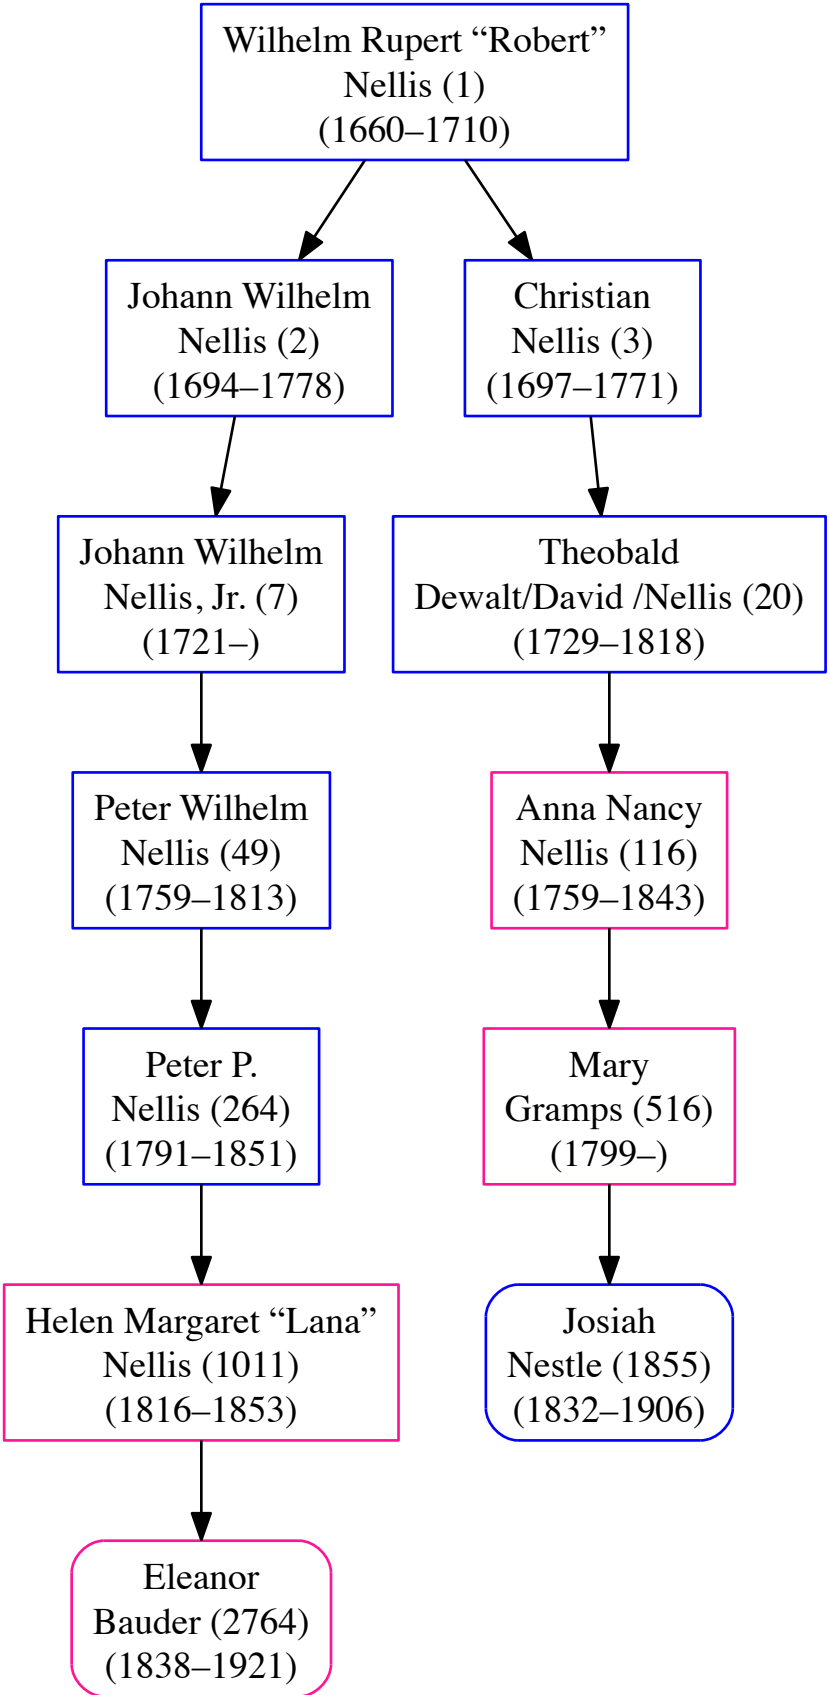 Wilhelm Rupert “Robert”
Nellis (1)
(1660–1710)
Johann Wilhelm
Nellis (2)
(1694–1778)
Christian
Nellis (3)
(1697–1771)
Johann Wilhelm
Nellis, Jr. (7)
(1721–)
Theobald
Dewalt/David /Nellis (20)
(1729–1818)
Peter Wilhelm
Nellis (49)
(1759–1813)
Anna Nancy
Nellis (116)
(1759–1843)
Peter P.
Nellis (264)
(1791–1851)
Mary
Gramps (516)
(1799–)
Helen Margaret “Lana”
Nellis (1011)
(1816–1853)
Josiah
Nestle (1855)
(1832–1906)
Eleanor
Bauder (2764)
(1838–1921)